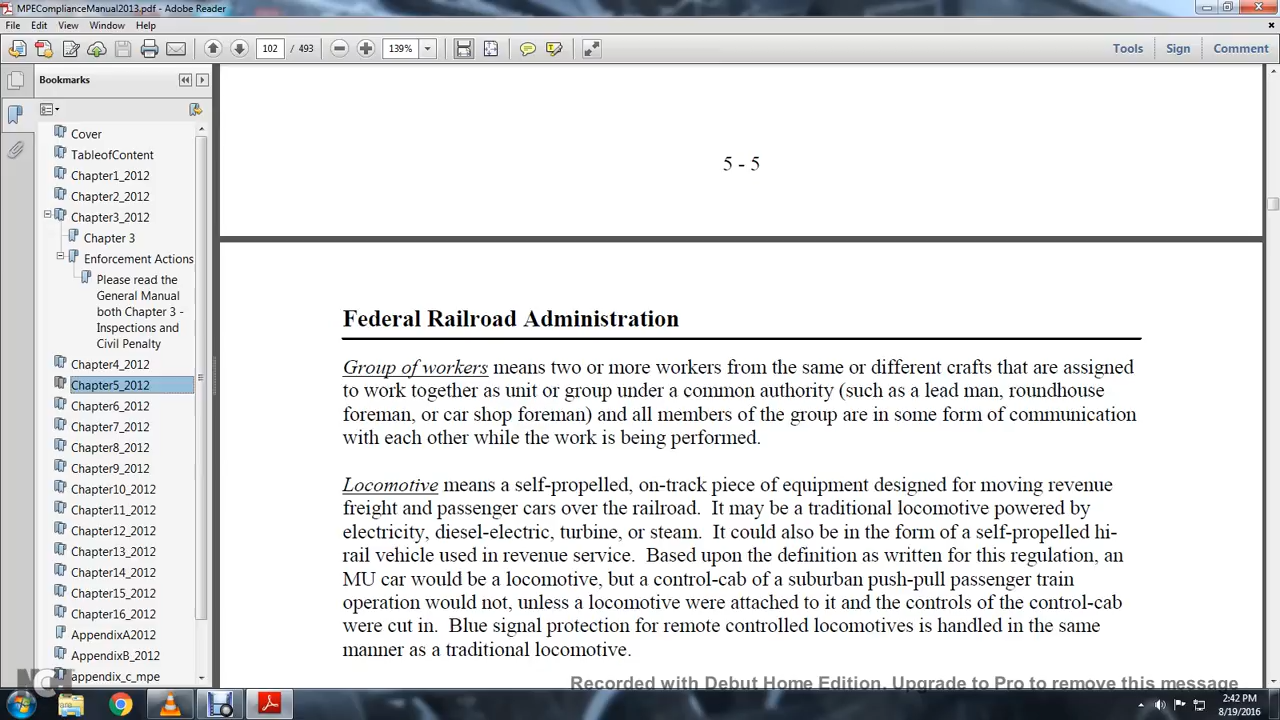 MPEComplianceManual2013.pdf - Adobe Reader
File Edit View Window Help
102 / 493 139% Tools Sign Comment
Bookmarks
Cover
TableofContent
Chapter1_2012
Chapter2_2012
Chapter3_2012
Chapter 3
Enforcement Actions
Please read the
General Manual
both Chapter 3 -
Inspections and
Civil Penalty
Chapter4_2012
Chapter5_2012
Chapter6_2012
Chapter7_2012
Chapter8_2012
Chapter9_2012
Chapter10_2012
Chapter11_2012
Chapter12_2012
Chapter13_2012
Chapter14_2012
Chapter15_2012
Chapter16_2012
AppendixA2012
AppendixB_2012
appendix_c_mpe
5 - 5
Federal Railroad Administration
Group of workers means two or more workers from the same or different crafts that are assigned
to work together as unit or group under a common authority (such as a lead man, roundhouse
foreman, or car shop foreman) and all members of the group are in some form of communication
with each other while the work is being performed.
Locomotive means a self-propelled, on-track piece of equipment designed for moving revenue
freight and passenger cars over the railroad. It may be a traditional locomotive powered by
electricity, diesel-electric, turbine, or steam. It could also be in the form of a self-propelled hi-
rail vehicle used in revenue service. Based upon the definition as written for this regulation, an
MU car would be a locomotive, but a control-cab of a suburban push-pull passenger train
operation would not, unless a locomotive were attached to it and the controls of the control-cab
were cut in. Blue signal protection for remote controlled locomotives is handled in the same
manner as a traditional locomotive.
NCH
Recorded with Debut Home Edition. Upgrade to Pro to remove this message
2:42 PM
8/19/2016